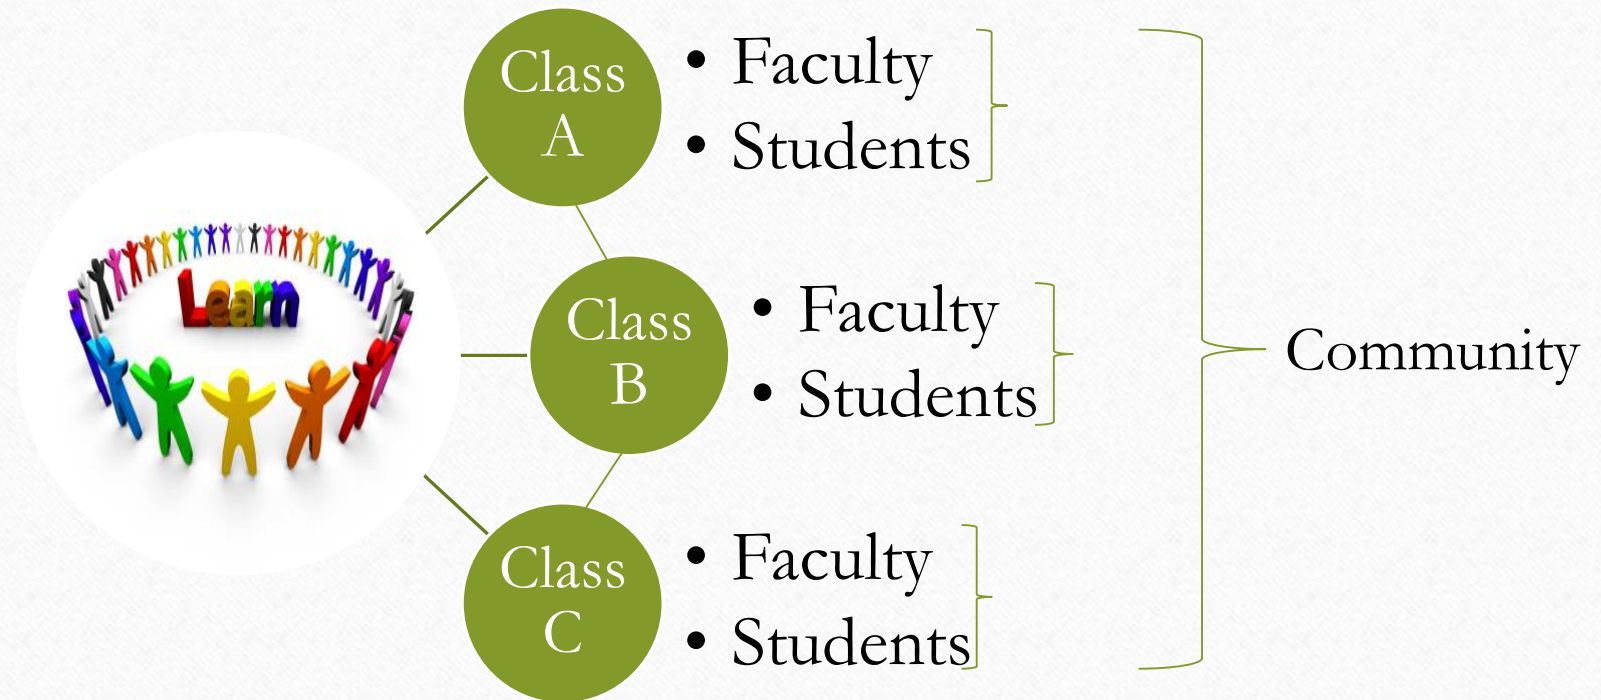 Learn
Class
A
• Faculty
• Students
Class
B
• Faculty
• Students
Class
C
• Faculty
• Students
Community